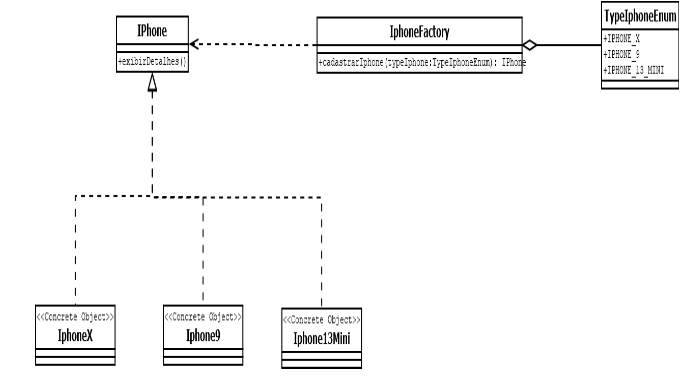 IPhone
+exibirDetalhes()
IphoneFactory
+cadastrarIphone(typeIphone:TypeIphoneEnum): IPhone
TypeIphoneEnum
+IPHONE_X
+IPHONE_9
+IPHONE_13_MINI
<<Concrete Object>>
IphoneX
<<Concrete Object>>
Iphone9
<<Concrete Object>>
Iphone13Mini